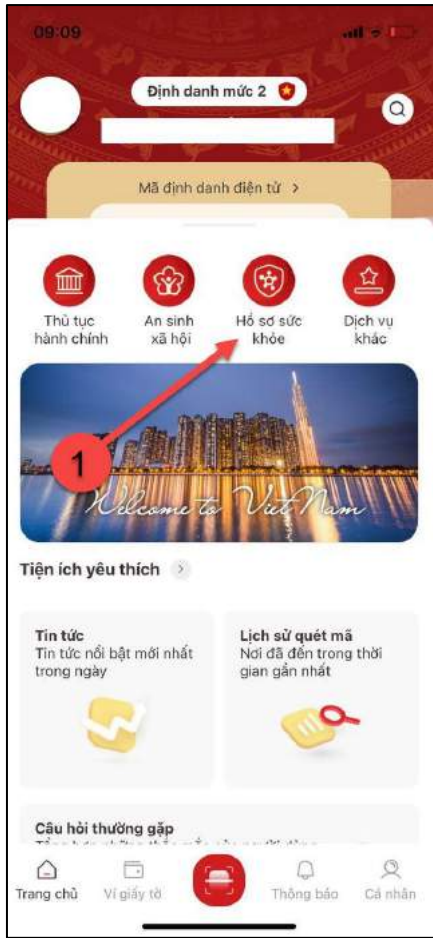 09:09
Định danh mức 2
Mã định danh điện tử >
Thủ tục
hành chính
An sinh
xã hội
Hồ sơ sức
khỏe
Dịch vụ
khác
1
Welcome to Viet Nam
Tiện ích yêu thích >
Tin tức
Tin tức nổi bật mới nhất
trong ngày
Lịch sử quét mã
Nơi đã đến trong thời
gian gần nhất
Câu hỏi thường gặp
Trang chủ
Ví giấy tờ
Thông báo
Cá nhân